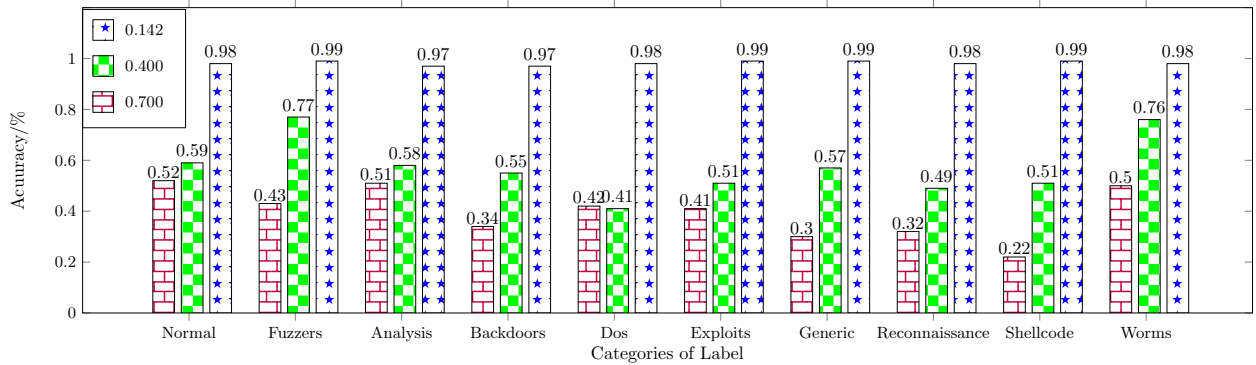 0.142
0.400
0.700
Acuuracy/%
1
0.8
0.6
0.4
0.2
0
0.52 0.59 0.98
0.43 0.77 0.99
0.51 0.58 0.97
0.34 0.55 0.97
0.42 0.41 0.98
0.41 0.51 0.99
0.3 0.57 0.99
0.32 0.49 0.98
0.22 0.51 0.99
0.5 0.76 0.98
Normal Fuzzers Analysis Backdoors Dos Exploits Generic Reconnaissance Shellcode Worms
Categories of Label